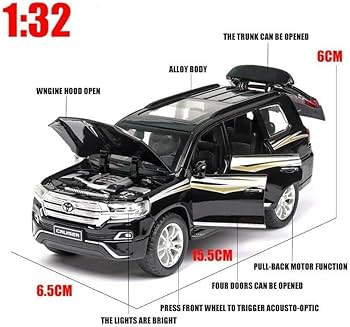 1:32
THE TRUNK CAN BE OPENED
6CM
ALLOY BODY
WNGINE HOOD OPEN
CRUISER
15.5CM
PULL-BACK MOTOR FUNCTION
6.5CM
FOUR DOORS CAN BE OPENED
PRESS FRONT WHEEL TO TRIGGER ACOUSTO-OPTIC
THE LIGHTS ARE BRIGHT